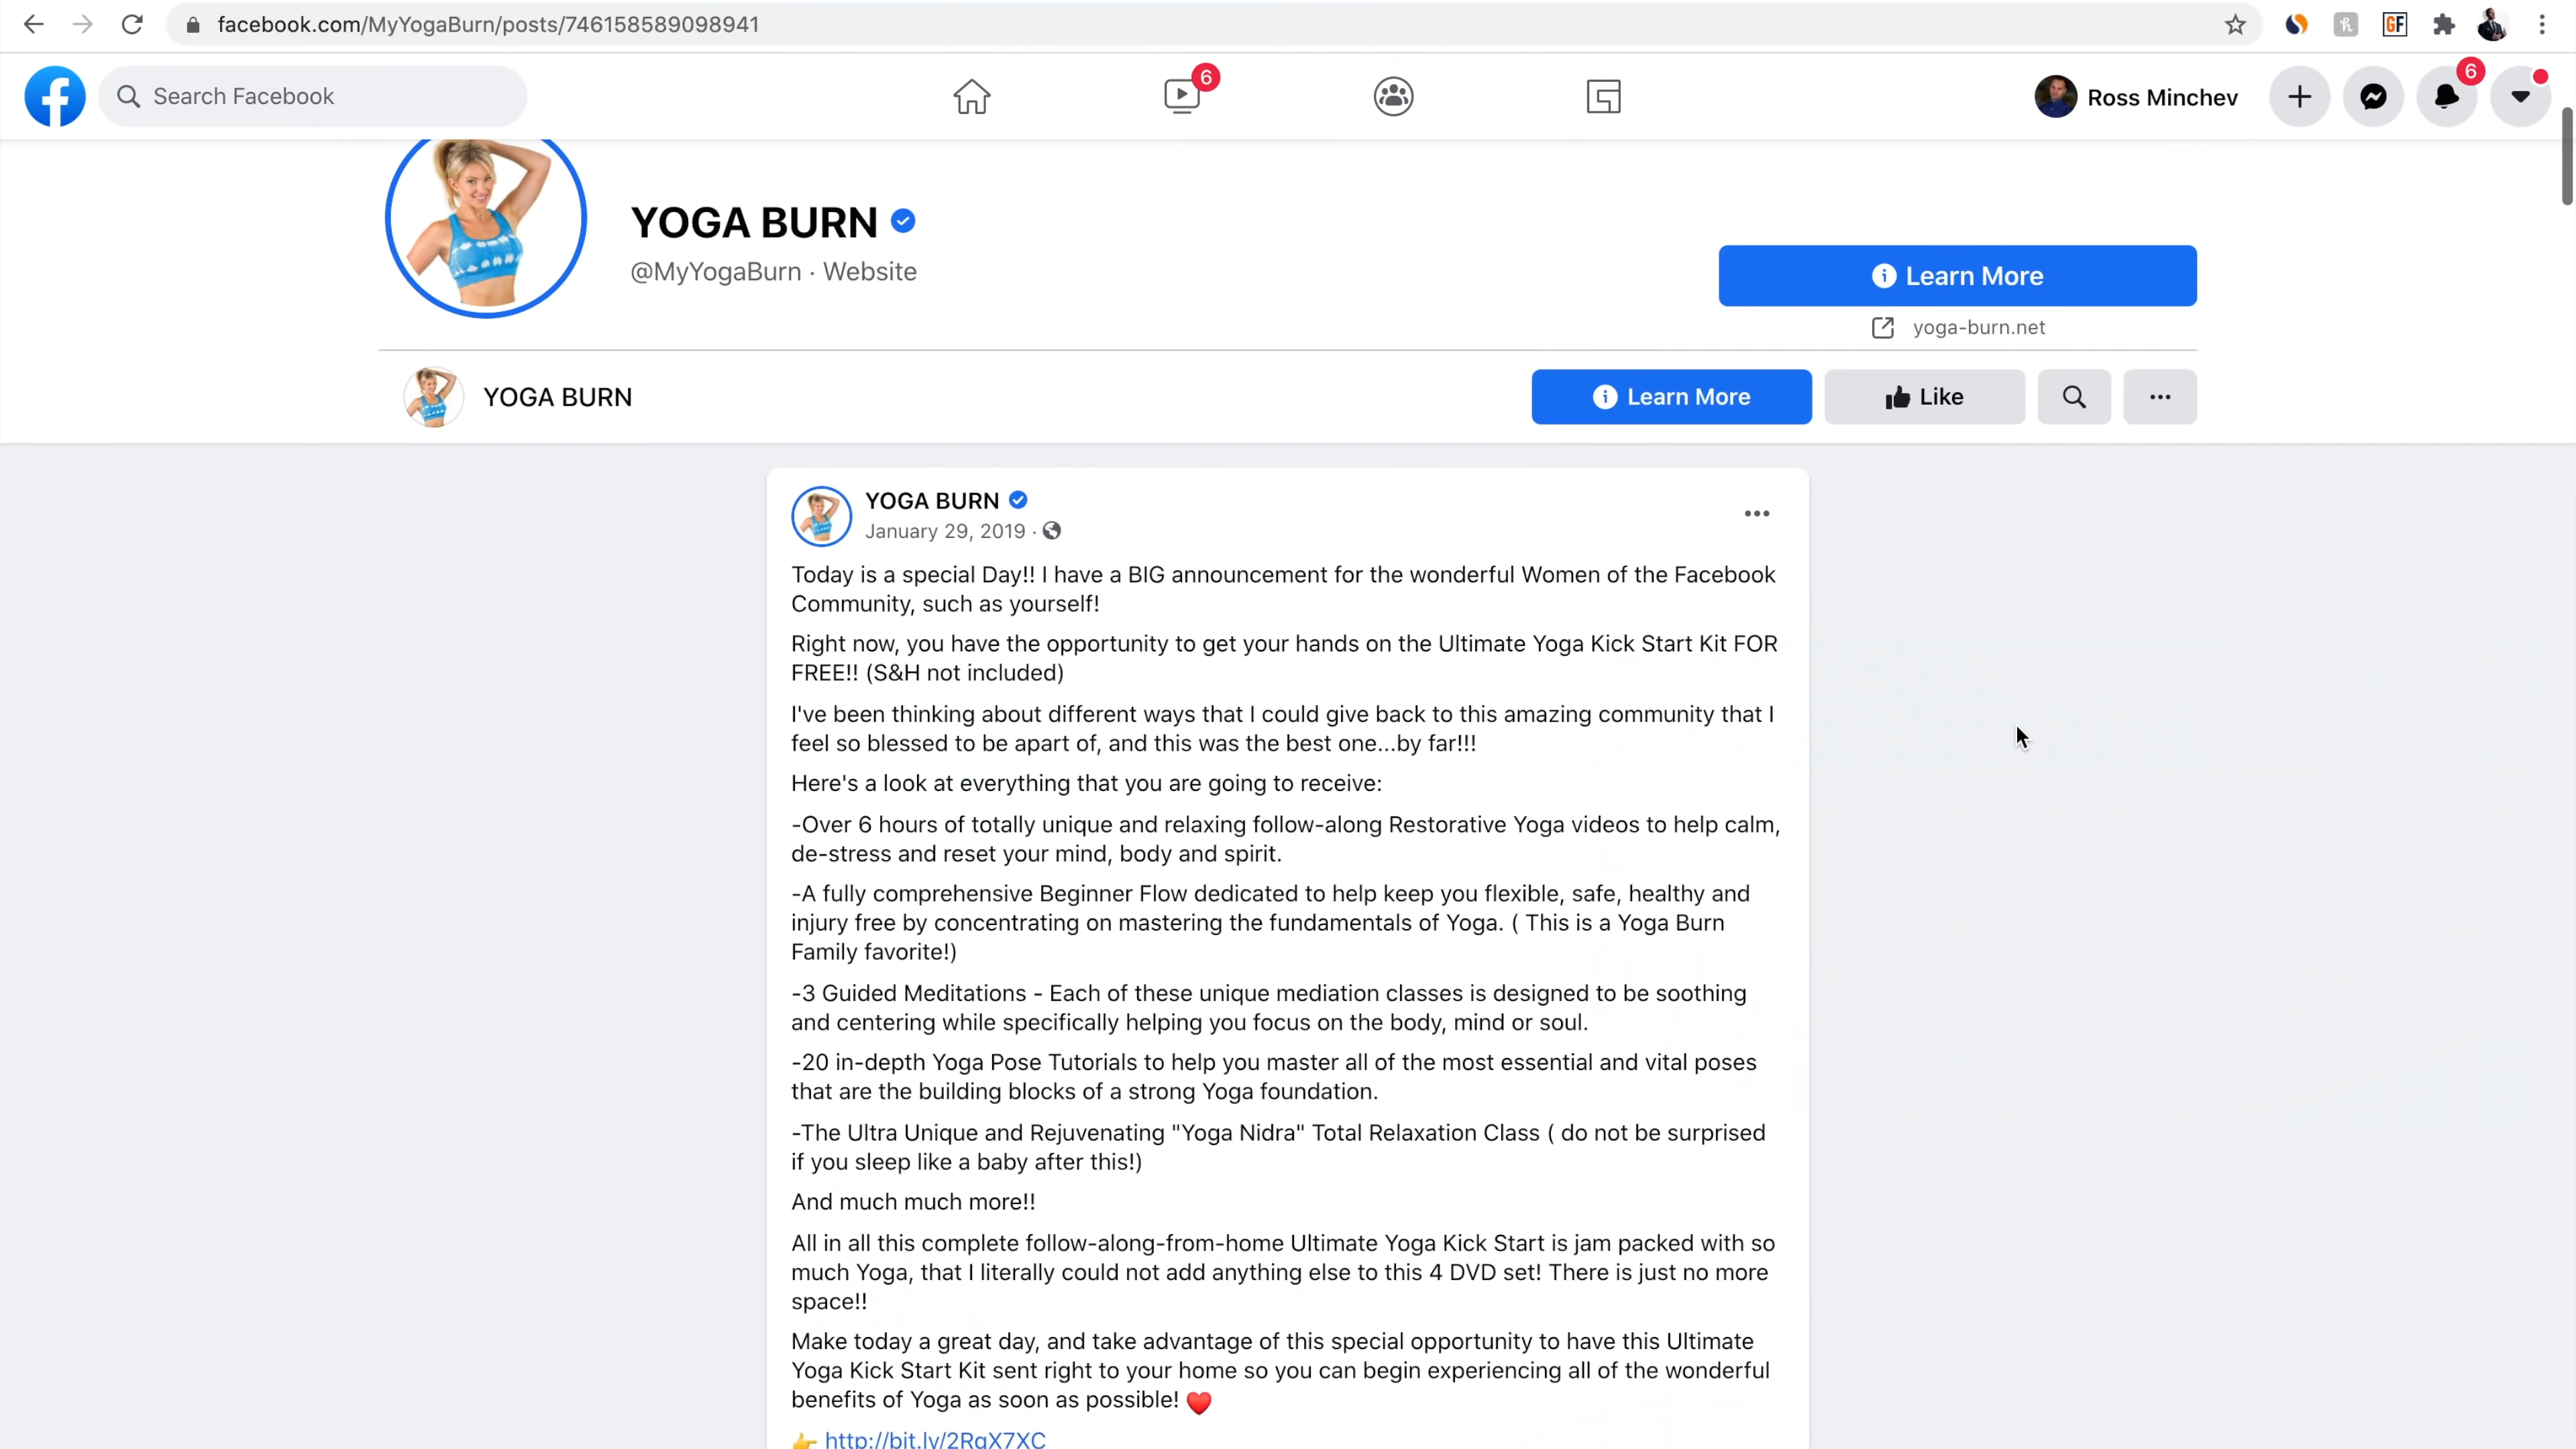 facebook.com/MyYogaBurn/posts/746158589098941
GF
Search Facebook
6
Ross Minchev
6
YOGA BURN
@MyYogaBurn · Website
Learn More
yoga-burn.net
YOGA BURN
Learn More
Like
YOGA BURN
January 29, 2019 ·
Today is a special Day!! I have a BIG announcement for the wonderful Women of the Facebook
Community, such as yourself!
Right now, you have the opportunity to get your hands on the Ultimate Yoga Kick Start Kit FOR
FREE!! (S&H not included)
I've been thinking about different ways that I could give back to this amazing community that I
feel so blessed to be apart of, and this was the best one...by far!!!
Here's a look at everything that you are going to receive:
-Over 6 hours of totally unique and relaxing follow-along Restorative Yoga videos to help calm,
de-stress and reset your mind, body and spirit.
-A fully comprehensive Beginner Flow dedicated to help keep you flexible, safe, healthy and
injury free by concentrating on mastering the fundamentals of Yoga. ( This is a Yoga Burn
Family favorite!)
-3 Guided Meditations - Each of these unique mediation classes is designed to be soothing
and centering while specifically helping you focus on the body, mind or soul.
-20 in-depth Yoga Pose Tutorials to help you master all of the most essential and vital poses
that are the building blocks of a strong Yoga foundation.
-The Ultra Unique and Rejuvenating "Yoga Nidra" Total Relaxation Class ( do not be surprised
if you sleep like a baby after this!)
And much much more!!
All in all this complete follow-along-from-home Ultimate Yoga Kick Start is jam packed with so
much Yoga, that I literally could not add anything else to this 4 DVD set! There is just no more
space!!
Make today a great day, and take advantage of this special opportunity to have this Ultimate
Yoga Kick Start Kit sent right to your home so you can begin experiencing all of the wonderful
benefits of Yoga as soon as possible! ❤️
👉 http://bit.ly/2RqX7XC